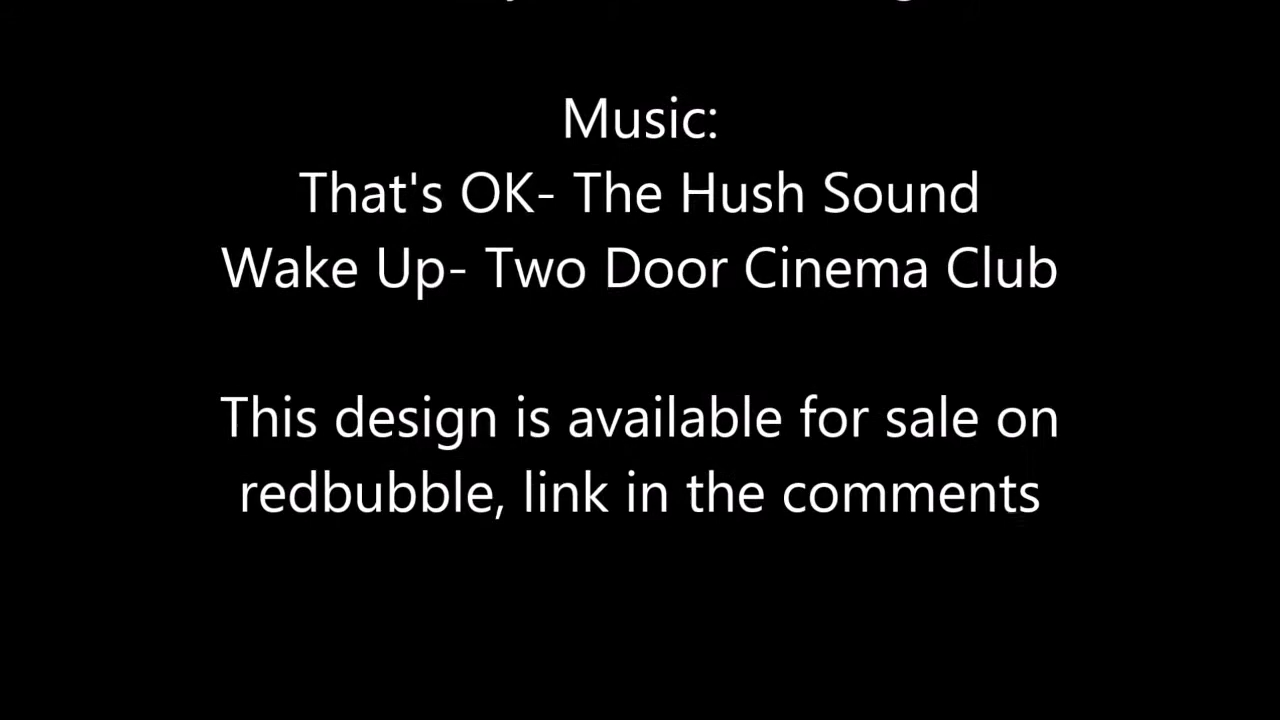 Music:
That's OK- The Hush Sound
Wake Up- Two Door Cinema Club
This design is available for sale on
redbubble, link in the comments